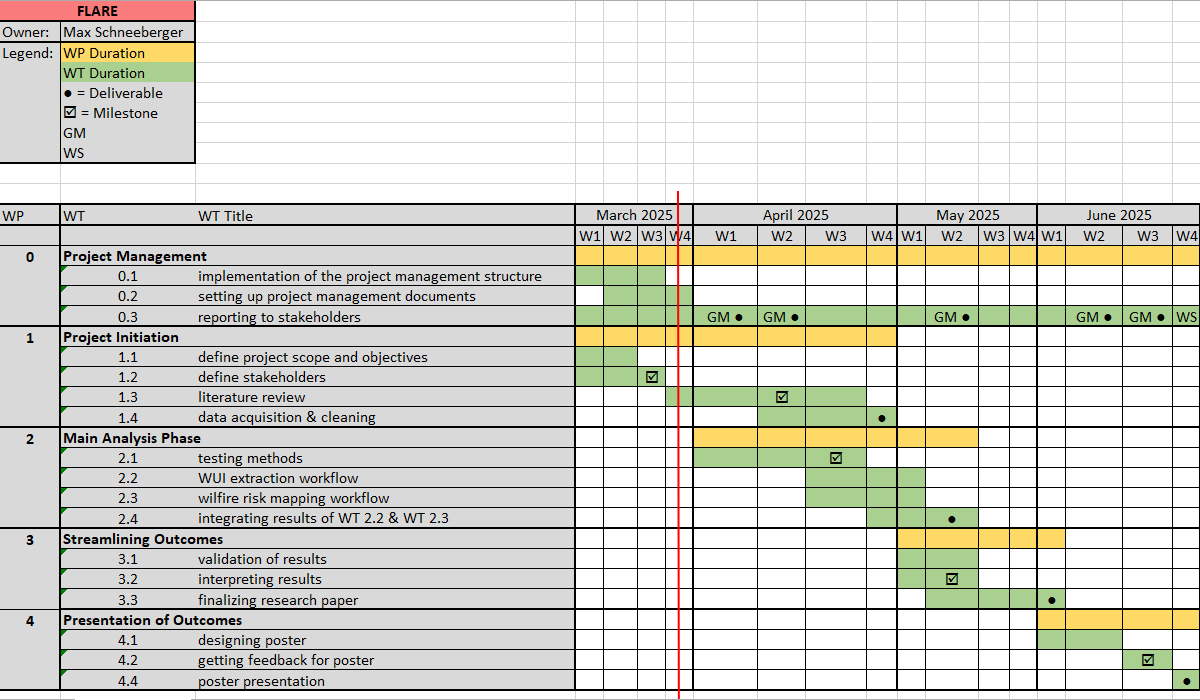 FLARE
Owner: Max Schneeberger
Legend: WP Duration
WT Duration
● = Deliverable
☑ = Milestone
GM
WS
WP WT WT Title March 2025 April 2025 May 2025 June 2025
W1 W2 W3 W4 W1 W2 W3 W4 W1 W2 W3 W4 W1 W2 W3 W4
0 Project Management
0.1 implementation of the project management structure
0.2 setting up project management documents
0.3 reporting to stakeholders GM ● GM ● GM ● GM ● GM ● WS
1 Project Initiation
1.1 define project scope and objectives
1.2 define stakeholders ☑
1.3 literature review ☑
1.4 data acquisition & cleaning ●
2 Main Analysis Phase
2.1 testing methods ☑
2.2 WUI extraction workflow
2.3 wilfire risk mapping workflow
2.4 integrating results of WT 2.2 & WT 2.3 ●
3 Streamlining Outcomes
3.1 validation of results
3.2 interpreting results ☑
3.3 finalizing research paper ●
4 Presentation of Outcomes
4.1 designing poster
4.2 getting feedback for poster ☑
4.4 poster presentation ●